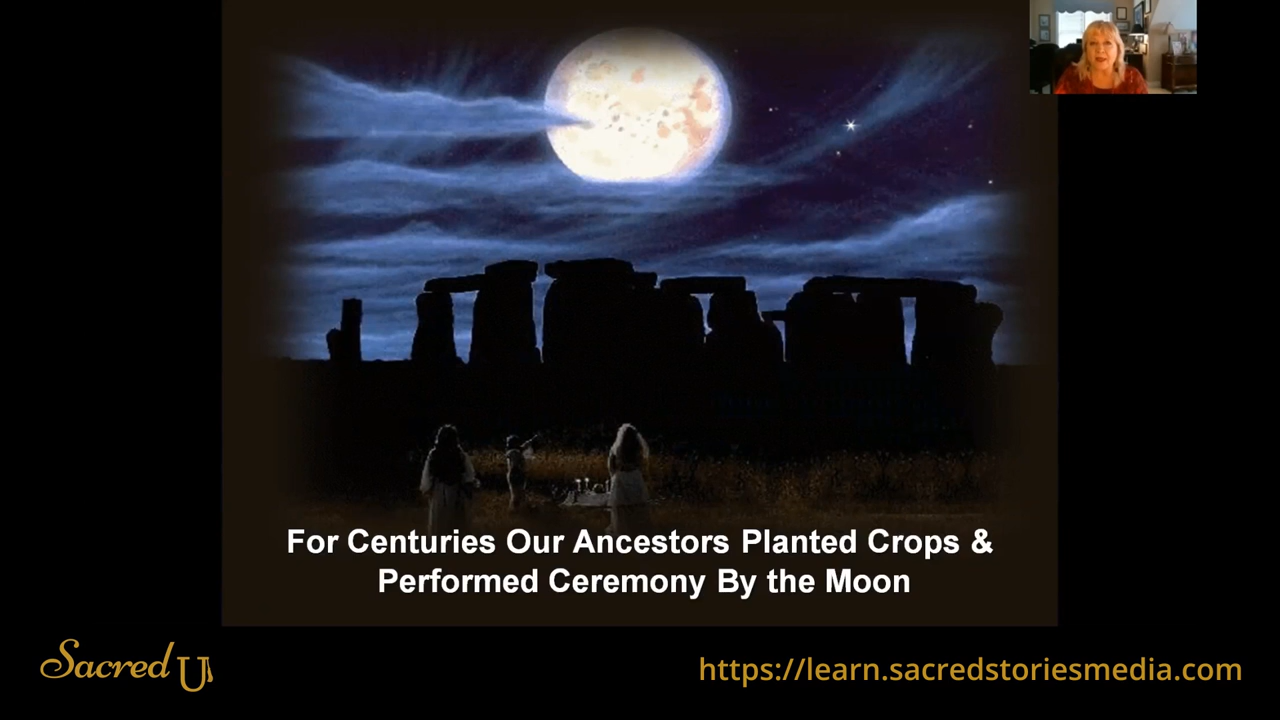 For Centuries Our Ancestors Planted Crops &
Performed Ceremony By the Moon
Sacred U
https://learn.sacredstoriesmedia.com